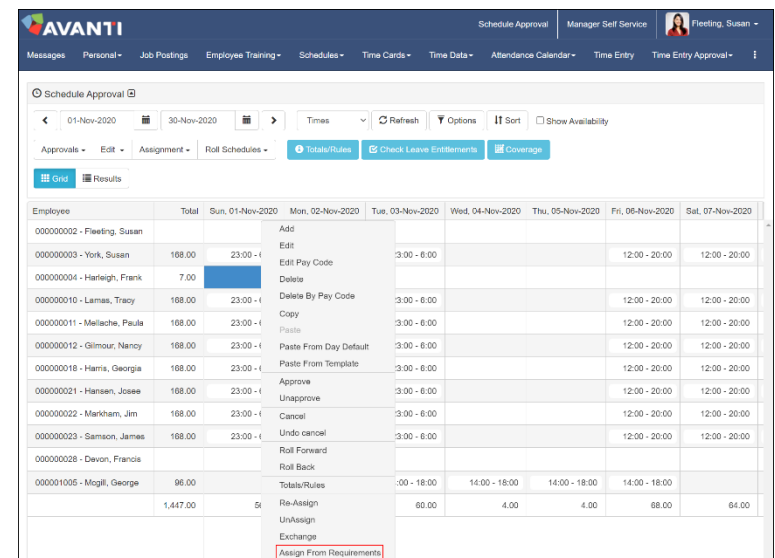 AVANTI
Schedule Approval Manager Self Service Fleeting, Susan
Messages Personal Job Postings Employee Training Schedules Time Cards Time Data Attendance Calendar Time Entry Time Entry Approval
Schedule Approval
01-Nov-2020 30-Nov-2020 Times Refresh Options Sort Show Availability
Approvals Edit Assignment Roll Schedules Totals/Rules Check Leave Entitlements Coverage
Grid Results
Employee Total Sun, 01-Nov-2020 Mon, 02-Nov-2020 Tue, 03-Nov-2020 Wed, 04-Nov-2020 Thu, 05-Nov-2020 Fri, 06-Nov-2020 Sat, 07-Nov-2020
000000002 - Fleeting, Susan
000000003 - York, Susan 168.00 23:00 - 3:00 - 6:00 12:00 - 20:00 12:00 - 20:00
000000004 - Harleigh, Frank 7.00
000000010 - Lamas, Tracy 168.00 23:00 - 3:00 - 6:00 12:00 - 20:00 12:00 - 20:00
000000011 - Mellache, Paula 168.00 23:00 - 3:00 - 6:00 12:00 - 20:00 12:00 - 20:00
000000012 - Gilmour, Nancy 168.00 23:00 - 3:00 - 6:00 12:00 - 20:00 12:00 - 20:00
000000018 - Harris, Georgia 168.00 23:00 - 3:00 - 6:00 12:00 - 20:00 12:00 - 20:00
000000021 - Hansen, Josee 168.00 23:00 - 3:00 - 6:00 12:00 - 20:00 12:00 - 20:00
000000022 - Markham, Jim 168.00 23:00 - 3:00 - 6:00 12:00 - 20:00 12:00 - 20:00
000000023 - Samson, James 168.00 23:00 - 3:00 - 6:00 12:00 - 20:00 12:00 - 20:00
000000028 - Devon, Francis
000001005 - Mcgill, George 96.00 :00 - 18:00 14:00 - 18:00 14:00 - 18:00 14:00 - 18:00
1,447.00 60.00 4.00 4.00 68.00 64.00
Add
Edit
Edit Pay Code
Delete
Delete By Pay Code
Copy
Paste
Paste From Day Default
Paste From Template
Approve
Unapprove
Cancel
Undo cancel
Roll Forward
Roll Back
Totals/Rules
Re-Assign
UnAssign
Exchange
Assign From Requirements